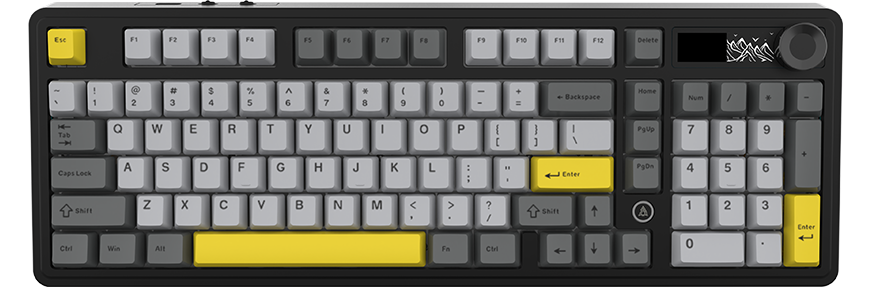 Esc F1 F2 F3 F4 F5 F6 F7 F8 F9 F10 F11 F12 Delete
~ ` ! 1 @ 2 # 3 $ 4 % 5 ^ 6 & 7 * 8 ( 9 ) 0 _ - + = ← Backspace Home Num / * -
Tab Q W E R T Y U I O P { [ } ] | \ PgUp 7 8 9 +
Caps Lock A S D F G H J K L : ; " ' Enter PgDn 4 5 6
Shift Z X C V B N M < , > . ? / Shift ↑ 1 2 3 Enter
Ctrl Win Alt Fn Ctrl ← ↓ → 0 .